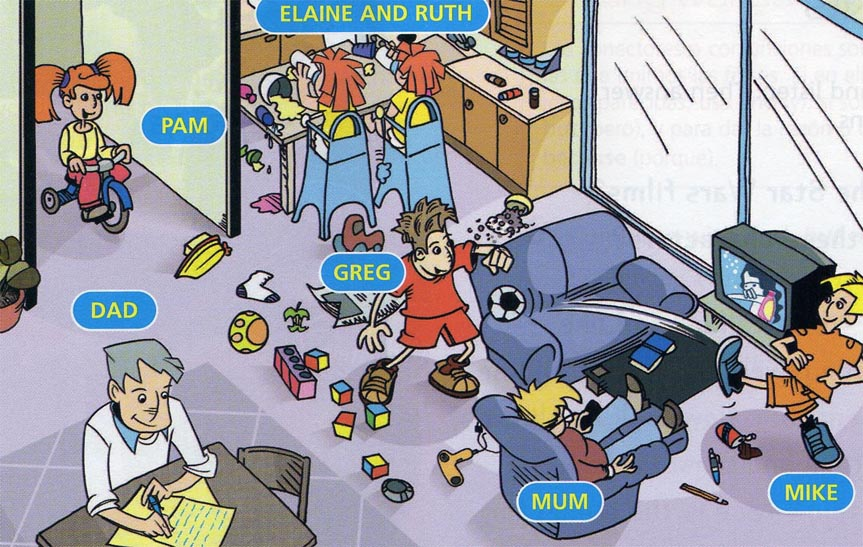 ELAINE AND RUTH
PAM
GREG
DAD
MUM
MIKE